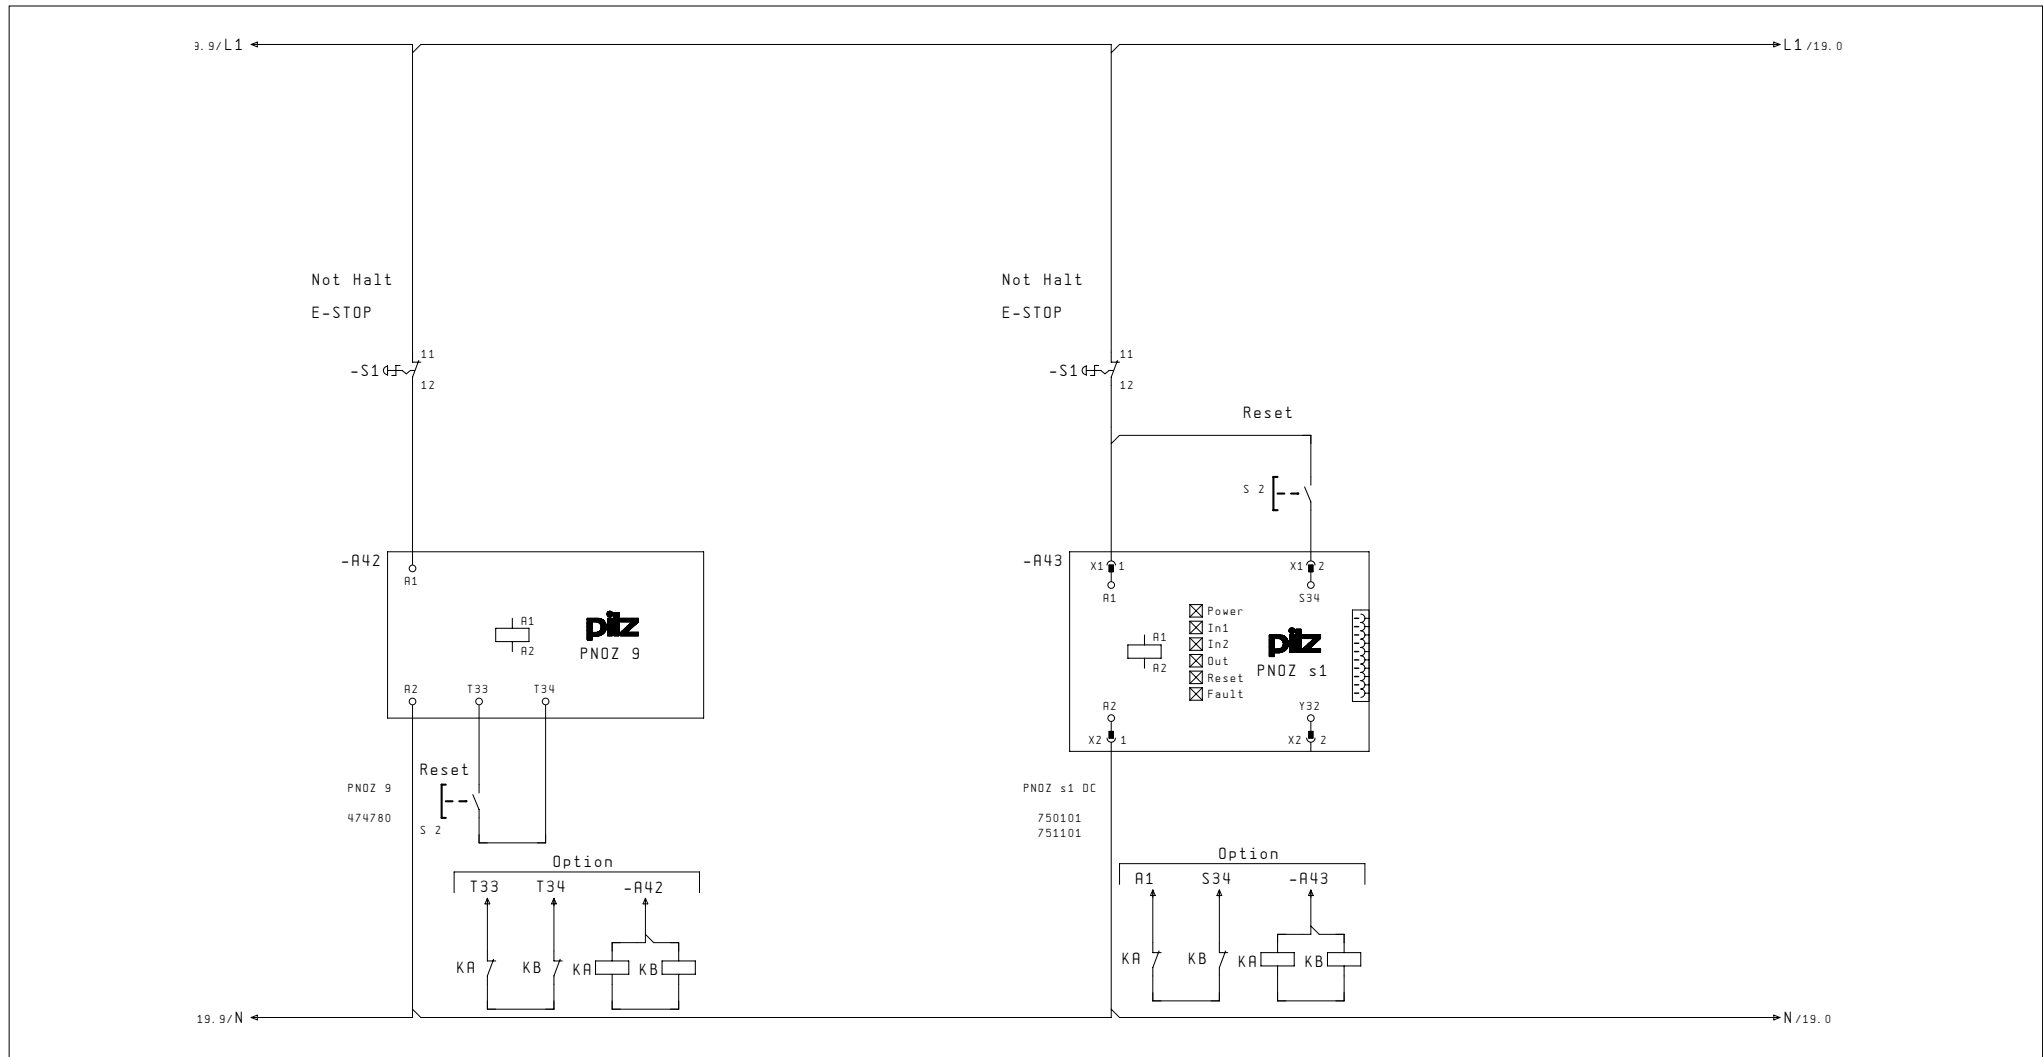 9.9/L1
L1/19.0
Not Halt
E-STOP
-S1
11
12
Not Halt
E-STOP
-S1
11
12
Reset
S 2
-A42
A1
A1
A2
pilz
PNOZ 9
A2
T33
T34
-A43
X1 1
X1 2
A1
S34
Power
In1
In2
Out
Reset
Fault
A1
A2
pilz
PNOZ s1
A2
Y32
X2 1
X2 2
PNOZ 9
474780
Reset
S 2
PNOZ s1 DC
750101
751101
Option
T33 T34 -A42
KA KB KA KB
Option
A1 S34 -A43
KA KB KA KB
19.9/N
N/19.0